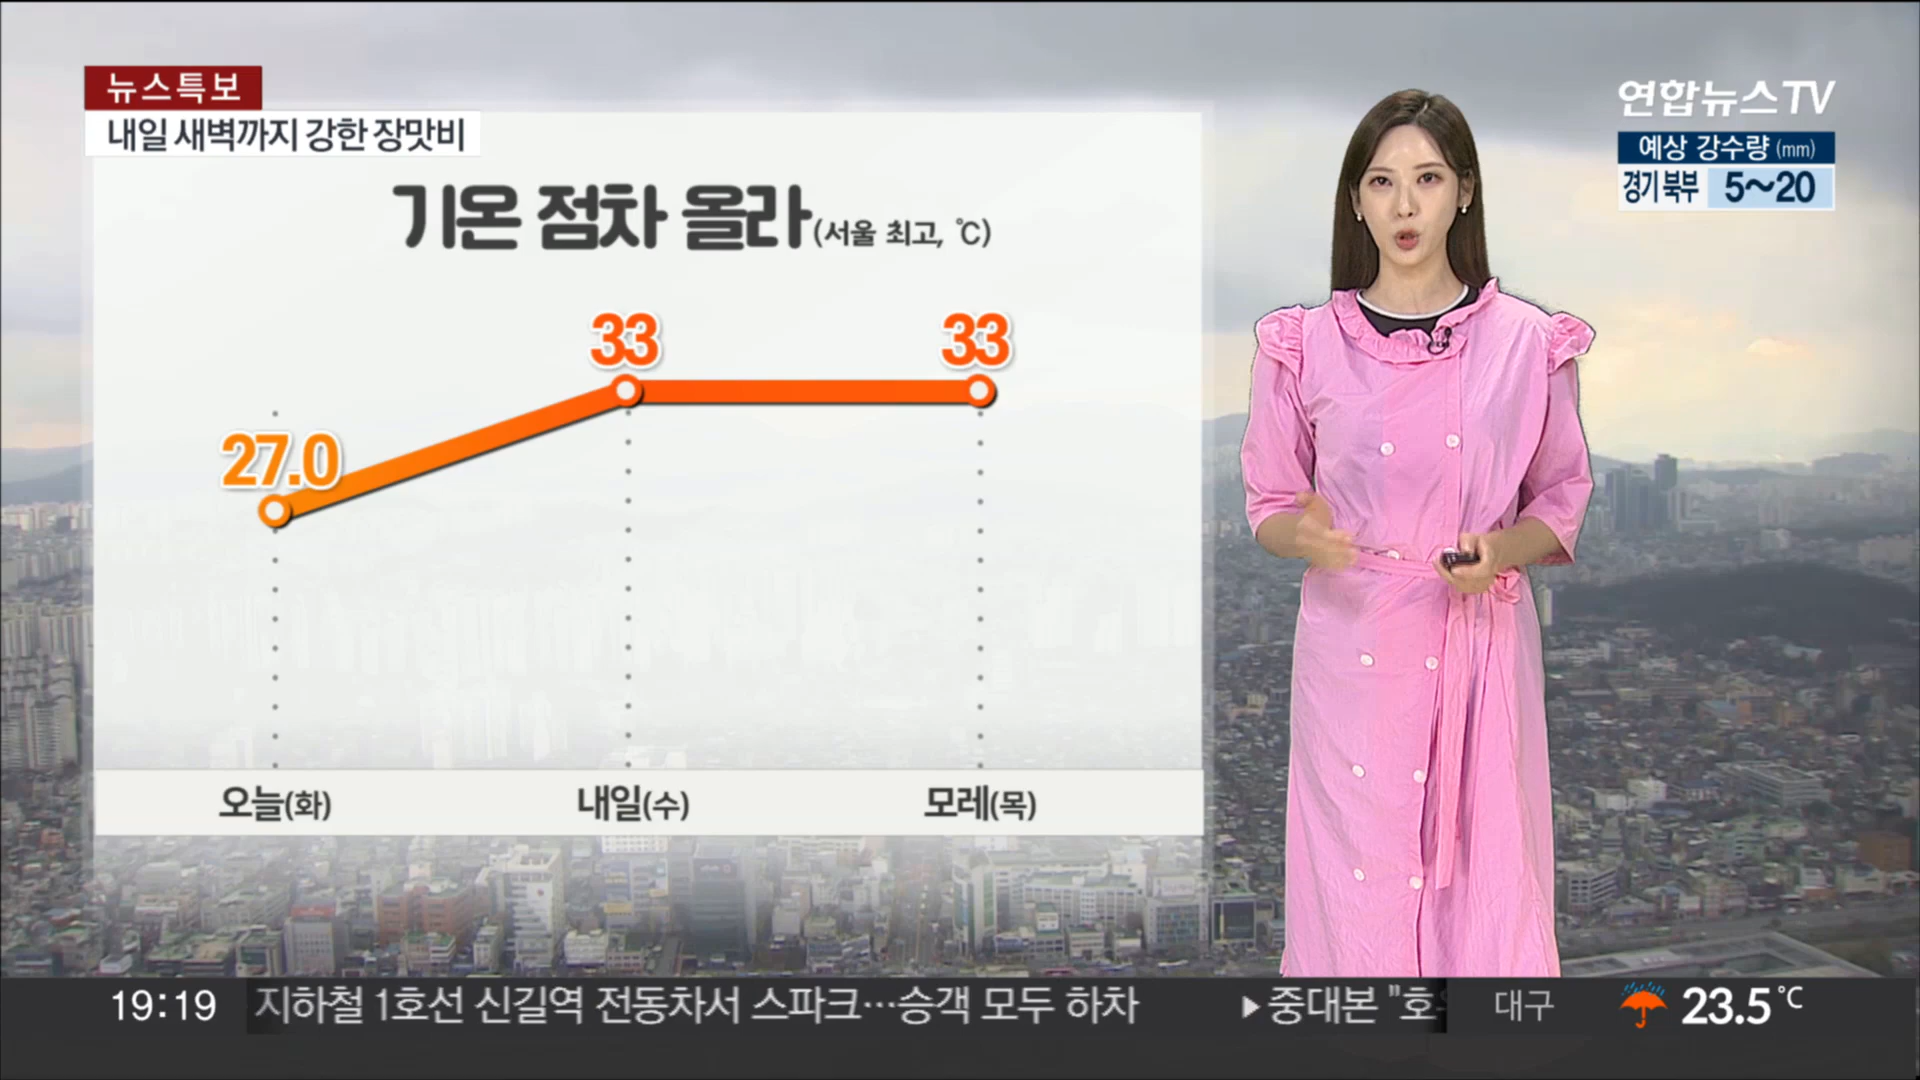 뉴스특보
내일 새벽까지 강한 장맛비
연합뉴스TV
예상 강수량 (mm)
경기 북부 5~20
기온 점차 올라 (서울 최고, ℃)
27.0
33
33
오늘(화)
내일(수)
모레(목)
19:19 지하철 1호선 신길역 전동차서 스파크…승객 모두 하차 ▶중대본 "호 대구 23.5℃